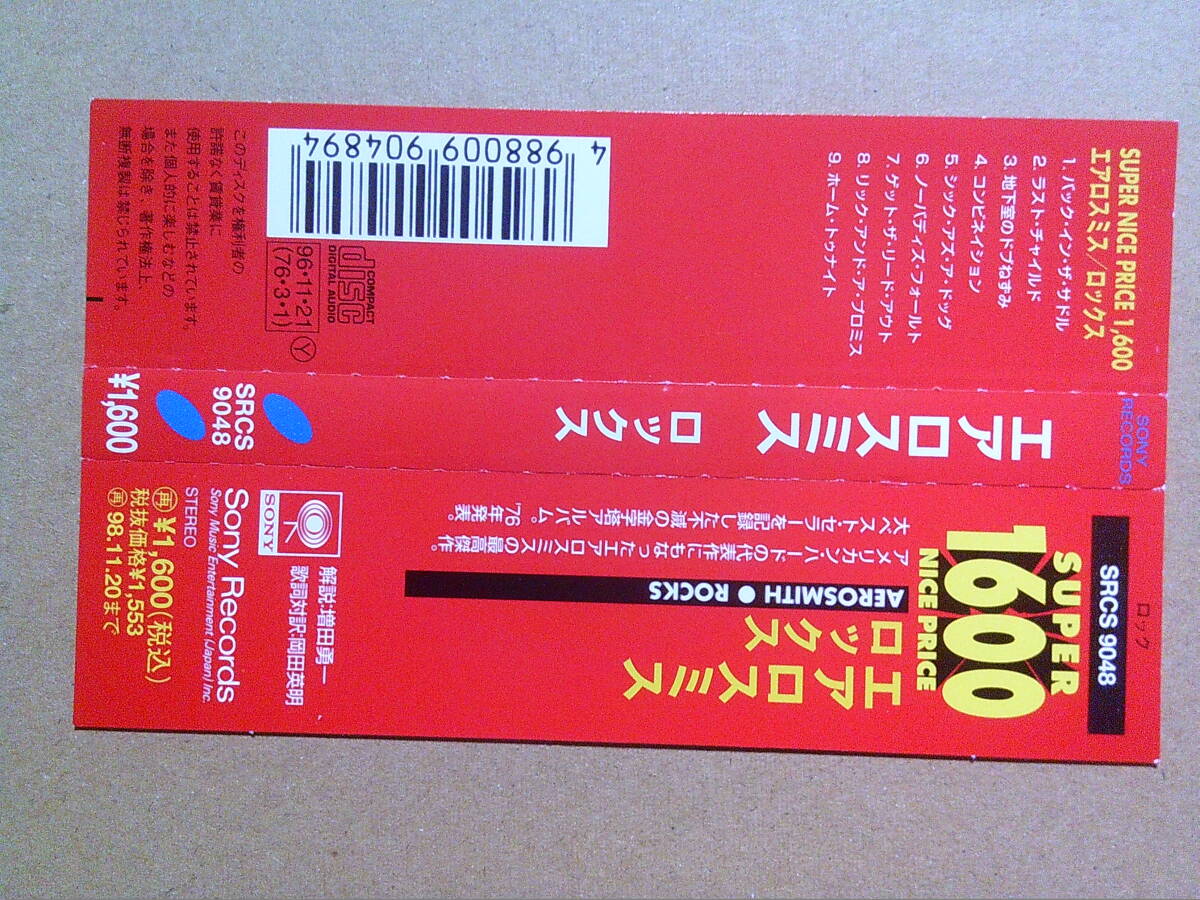 SUPER NICE PRICE 1,600
エアロスミス／ロックス
1. バック・イン・ザ・サドル
2. ラスト・チャイルド
3. 地下室のドブねずみ
4. コンビネイション
5. シック・アズ・ア・ドッグ
6. ノーバディズ・フォールト
7. ゲット・ザ・リード・アウト
8. リック・アンド・ア・プロミス
9. ホーム・トゥナイト
4 988009 904894
COMPACT
disc
DIGITAL AUDIO
96・11・21
(76・3・1)
Y
このディスクを権利者の
許諾なく賃貸業に
使用することは禁止されています。
また個人的に楽しむなどの
場合を除き、著作権法上、
無断複製は禁じられています。
SONY
RECORDS
エアロスミス
ロックス
SRCS
9048
¥1,600
ロック
SRCS 9048
SUPER
1600
NICE PRICE
エアロスミス
ロックス
AEROSMITH ● ROCKS
アメリカン・ハードの代表作にもなったエアロスミスの最高傑作。
大ベスト・セラーを記録した不滅の金字塔アルバム。'76年発表。
解説:増田勇一
歌詞対訳:岡田英明
SONY
Sony Records
Sony Music Entertainment (Japan) Inc.
STEREO
再 ¥1,600(税込)
税抜価格¥1,553
再 98.11.20まで